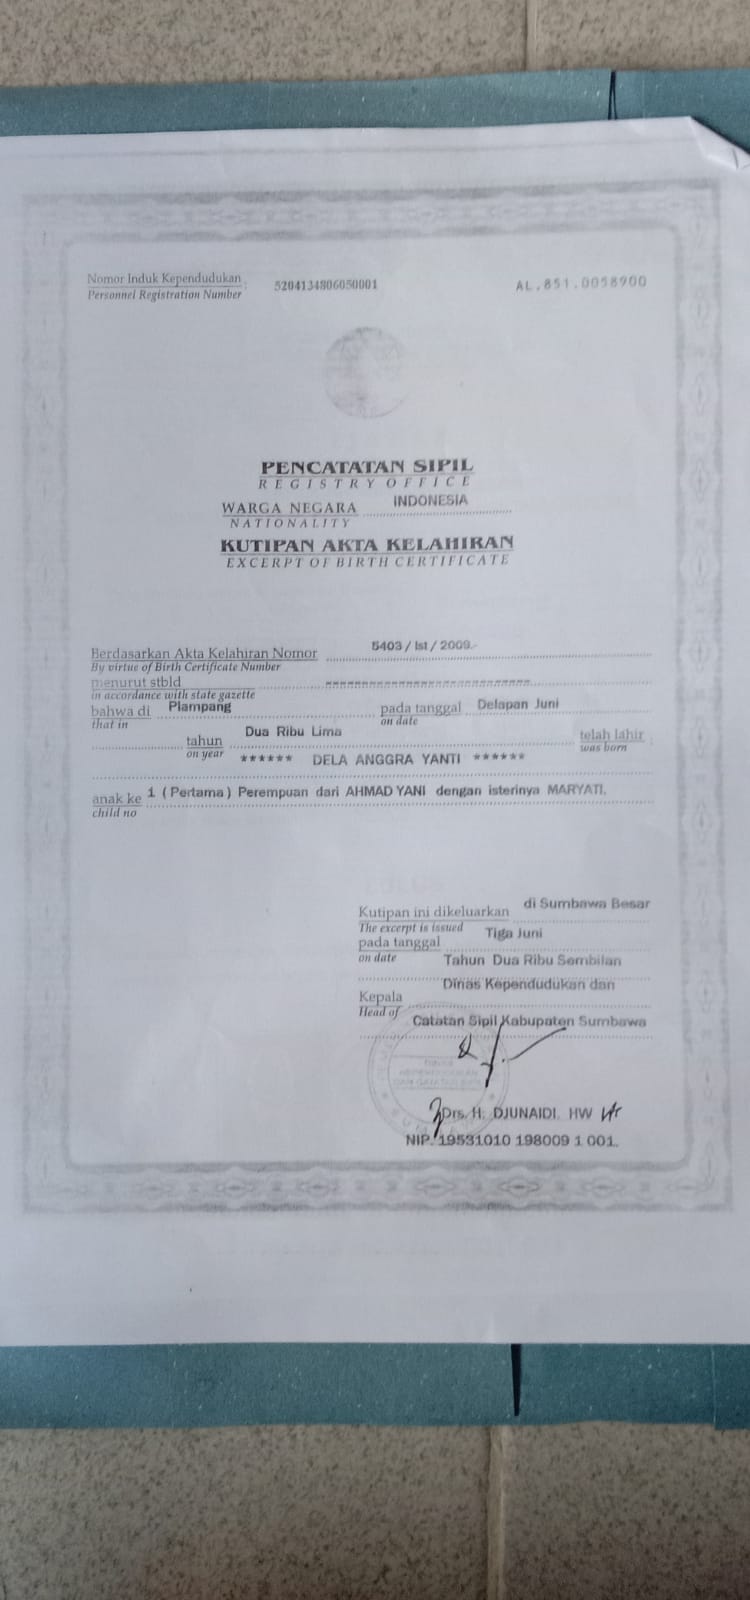 Nomor Induk Kependudukan : 5204134806050001 AL.851.0058900
Personnel Registration Number
PENCATATAN SIPIL
REGISTRY OFFICE
WARGA NEGARA INDONESIA
NATIONALITY
KUTIPAN AKTA KELAHIRAN
EXCERPT OF BIRTH CERTIFICATE
Berdasarkan Akta Kelahiran Nomor 5403 / Ist / 2009.-
By virtue of Birth Certificate Number
menurut stbld
in accordance with state gazette
bahwa di Plampang pada tanggal Delapan Juni
that in on date
tahun Dua Ribu Lima telah lahir
on year was born
****** DELA ANGGRA YANTI ******
anak ke 1 ( Pertama ) Perempuan dari AHMAD YANI dengan isterinya MARYATI.
child no
Kutipan ini dikeluarkan di Sumbawa Besar
The excerpt is issued
pada tanggal Tiga Juni
on date Tahun Dua Ribu Sembilan
Kepala Dinas Kependudukan dan
Head of Catatan Sipil Kabupaten Sumbawa
Drs. H. DJUNAIDI. HW
NIP. 19531010 198009 1 001.